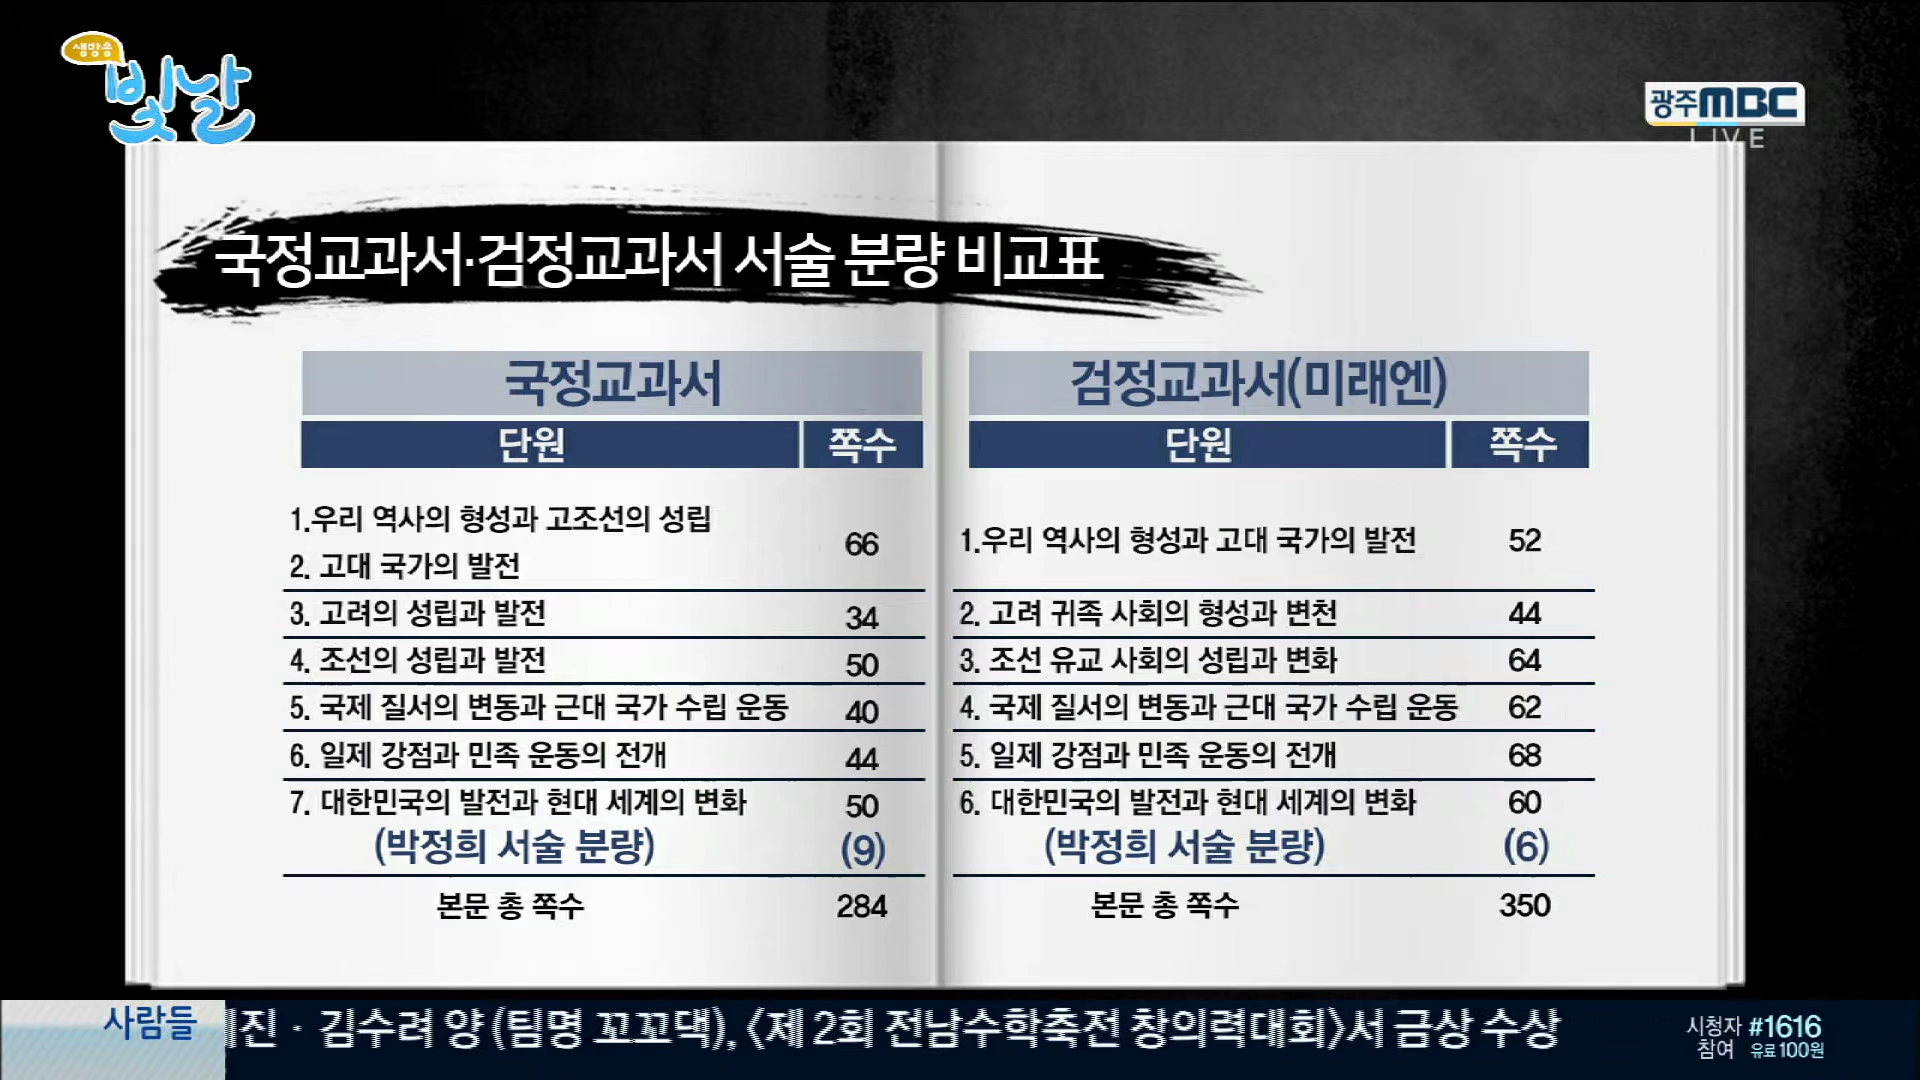 생방송
빛날
광주MBC
LIVE
국정교과서·검정교과서 서술 분량 비교표
국정교과서
단원 쪽수
1.우리 역사의 형성과 고조선의 성립
2. 고대 국가의 발전
66
3. 고려의 성립과 발전 34
4. 조선의 성립과 발전 50
5. 국제 질서의 변동과 근대 국가 수립 운동 40
6. 일제 강점과 민족 운동의 전개 44
7. 대한민국의 발전과 현대 세계의 변화 50
(박정희 서술 분량) (9)
본문 총 쪽수 284
검정교과서(미래엔)
단원 쪽수
1.우리 역사의 형성과 고대 국가의 발전 52
2. 고려 귀족 사회의 형성과 변천 44
3. 조선 유교 사회의 성립과 변화 64
4. 국제 질서의 변동과 근대 국가 수립 운동 62
5. 일제 강점과 민족 운동의 전개 68
6. 대한민국의 발전과 현대 세계의 변화 60
(박정희 서술 분량) (6)
본문 총 쪽수 350
사람들
진 · 김수려 양 (팀명 꼬꼬댁), <제 2회 전남수학축전 창의력대회>서 금상 수상
시청자 #1616
참여 유료 100원